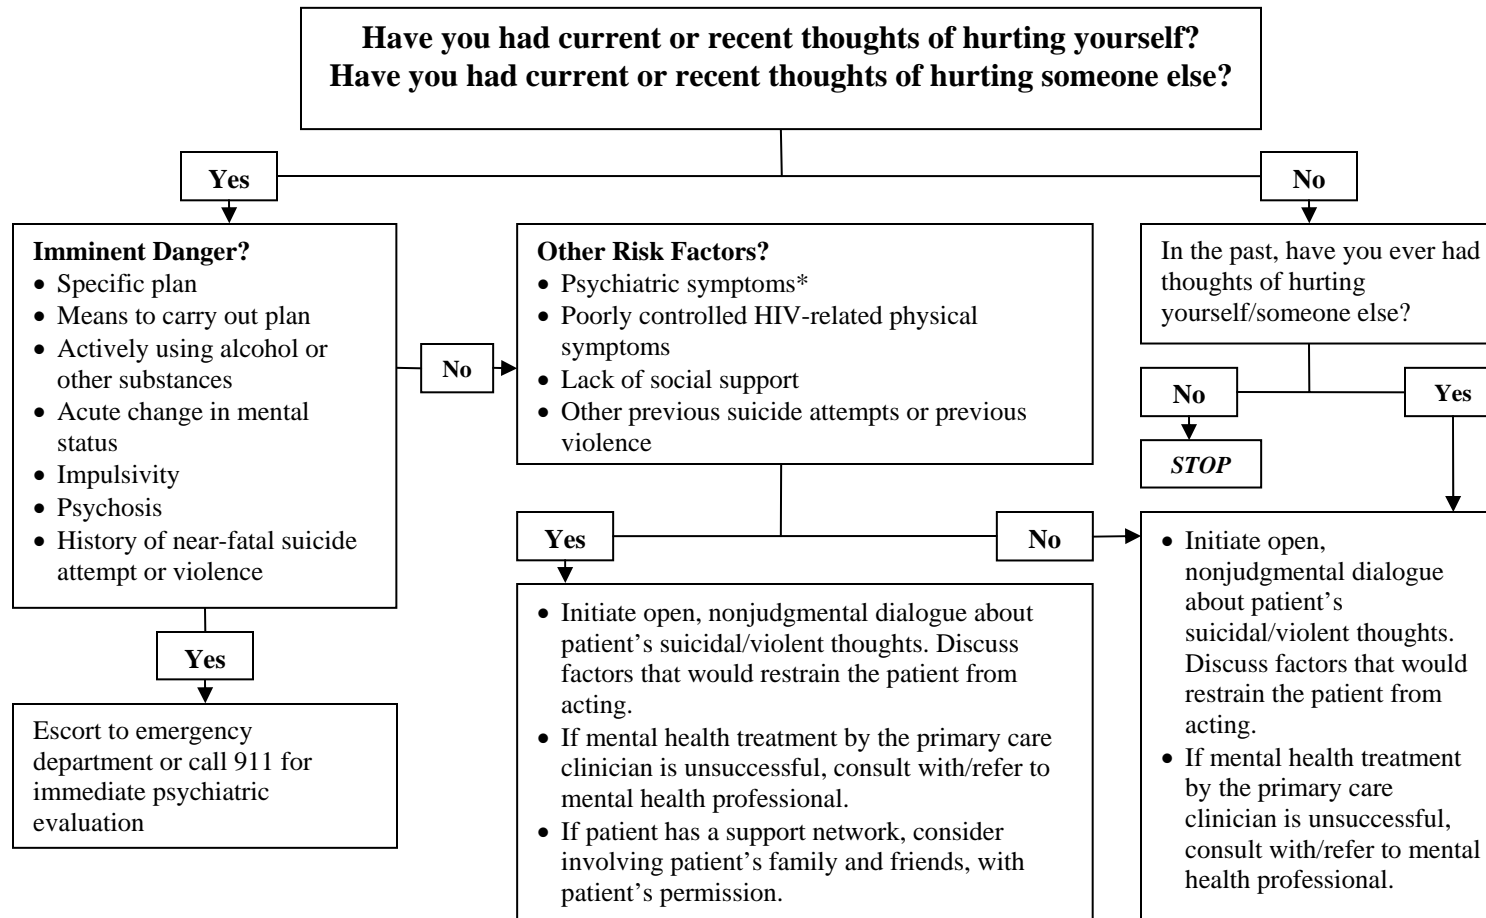 Have you had current or recent thoughts of hurting yourself?
Have you had current or recent thoughts of hurting someone else?
Yes
No
Imminent Danger?
• Specific plan
• Means to carry out plan
• Actively using alcohol or
other substances
• Acute change in mental
status
• Impulsivity
• Psychosis
• History of near-fatal suicide
attempt or violence
No
Other Risk Factors?
• Psychiatric symptoms*
• Poorly controlled HIV-related physical
symptoms
• Lack of social support
• Other previous suicide attempts or previous
violence
In the past, have you ever had
thoughts of hurting
yourself/someone else?
No
Yes
STOP
Yes
Escort to emergency
department or call 911 for
immediate psychiatric
evaluation
Yes
No
• Initiate open, nonjudgmental dialogue about
patient’s suicidal/violent thoughts. Discuss
factors that would restrain the patient from
acting.
• If mental health treatment by the primary care
clinician is unsuccessful, consult with/refer to
mental health professional.
• If patient has a support network, consider
involving patient’s family and friends, with
patient’s permission.
• Initiate open,
nonjudgmental dialogue
about patient’s
suicidal/violent thoughts.
Discuss factors that would
restrain the patient from
acting.
• If mental health treatment
by the primary care
clinician is unsuccessful,
consult with/refer to mental
health professional.